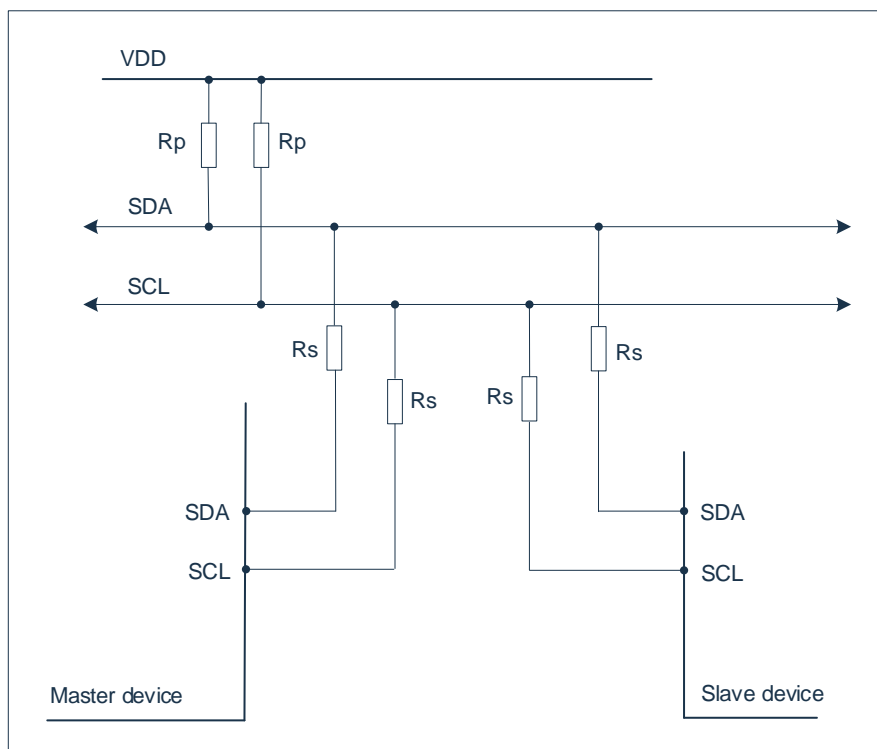 VDD
Rp
Rp
SDA
SCL
Rs
Rs
Rs
Rs
SDA
SDA
SCL
SCL
Master device
Slave device